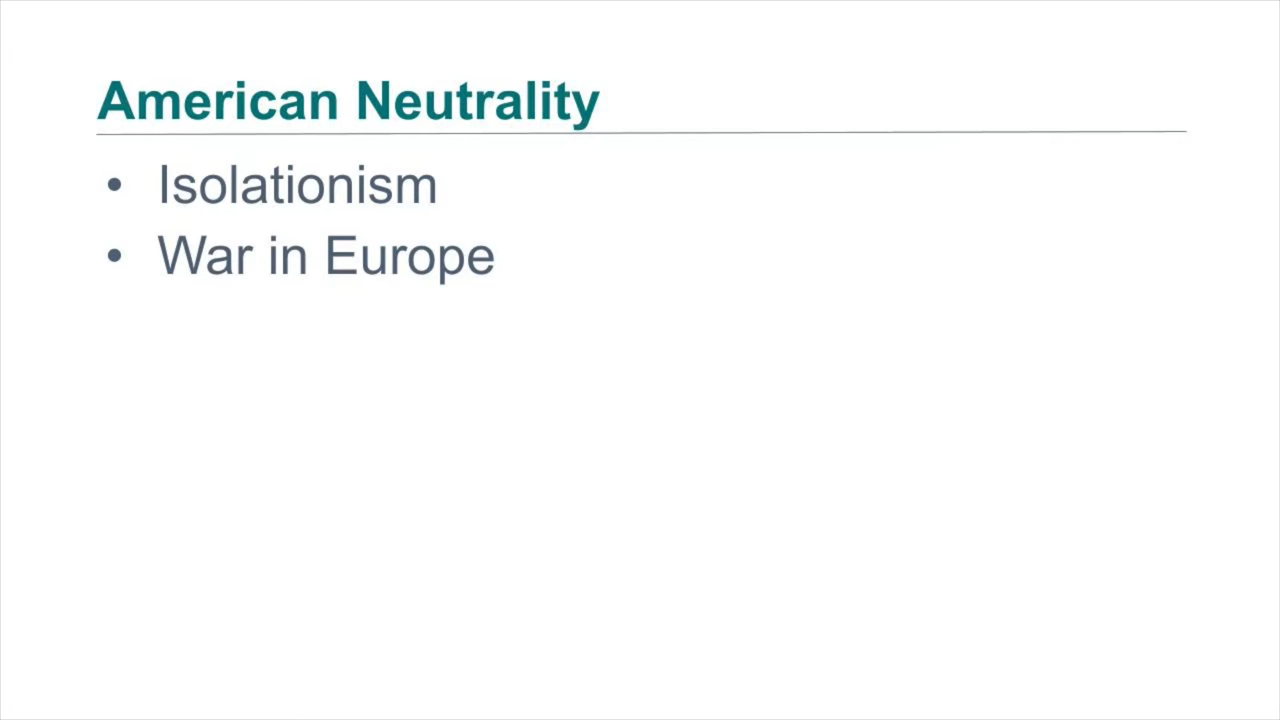 American Neutrality
• Isolationism
• War in Europe